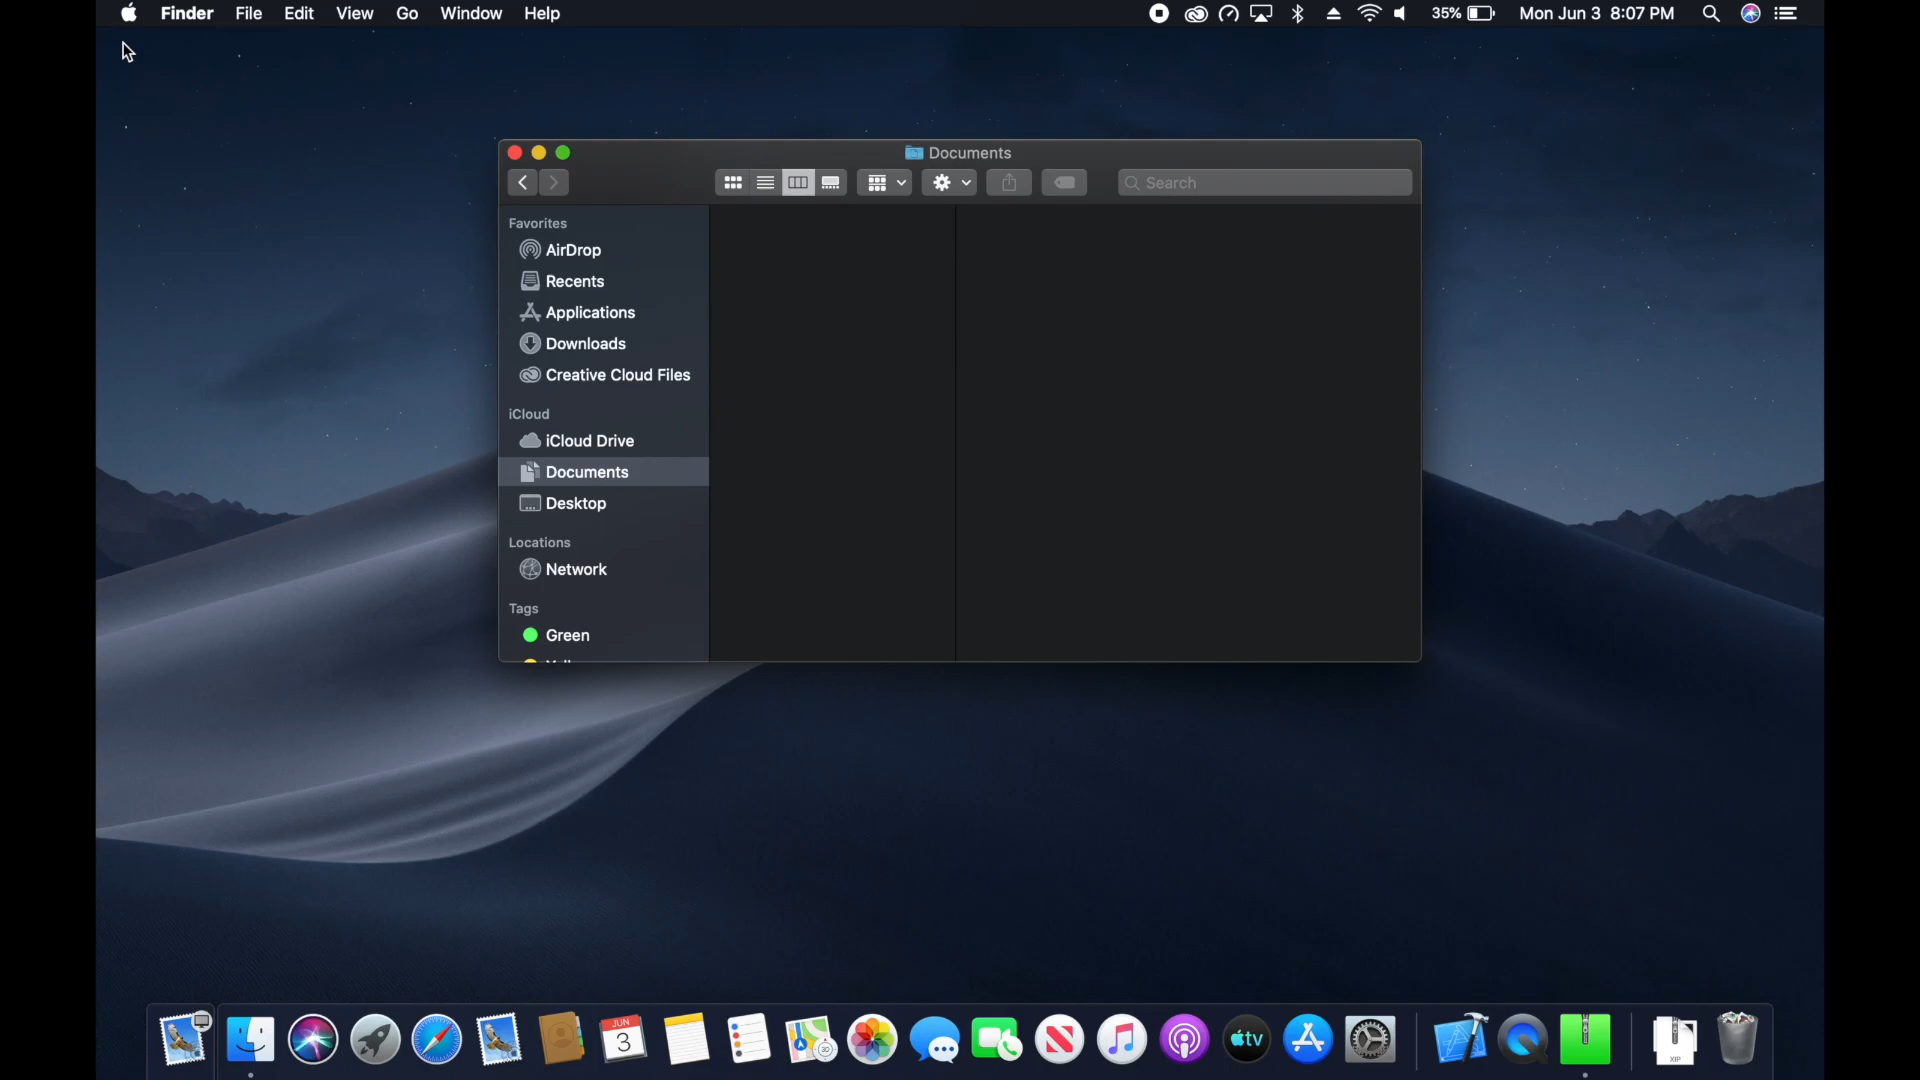 Finder File Edit View Go Window Help
35% Mon Jun 3 8:07 PM
Documents
Search
Favorites
AirDrop
Recents
Applications
Downloads
Creative Cloud Files
iCloud
iCloud Drive
Documents
Desktop
Locations
Network
Tags
Green
JUN
3
tv
XIP